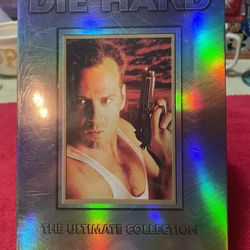 DIE HARD
THE ULTIMATE COLLECTION